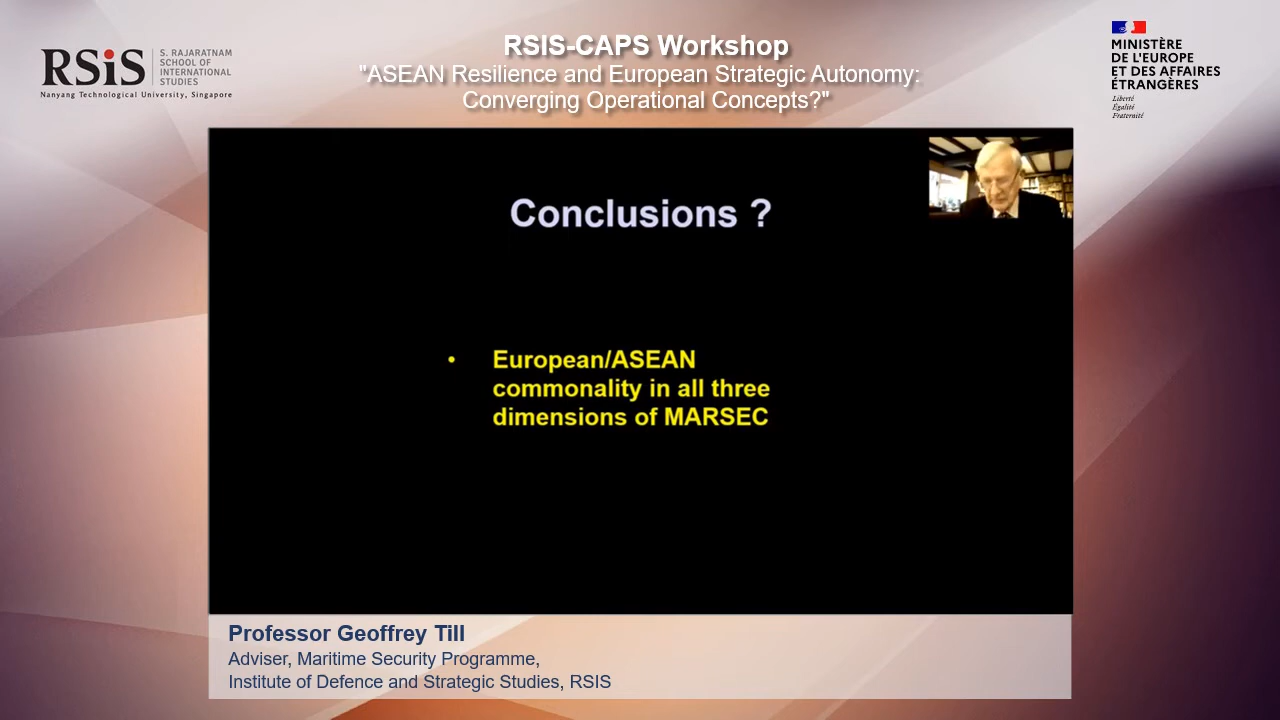 RSiS
S. RAJARATNAM
SCHOOL OF
INTERNATIONAL
STUDIES
Nanyang Technological University, Singapore
RSIS-CAPS Workshop
"ASEAN Resilience and European Strategic Autonomy:
Converging Operational Concepts?"
MINISTÈRE
DE L'EUROPE
ET DES AFFAIRES
ÉTRANGÈRES
Liberté
Égalité
Fraternité
Conclusions ?
• European/ASEAN
commonality in all three
dimensions of MARSEC
Professor Geoffrey Till
Adviser, Maritime Security Programme,
Institute of Defence and Strategic Studies, RSIS